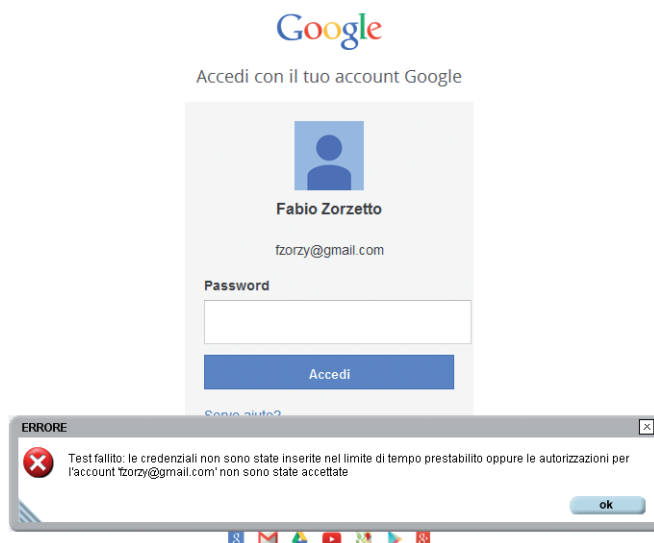 Google
Accedi con il tuo account Google
Fabio Zorzetto
fzorzy@gmail.com
Password
Accedi
Serve aiuto?
ERRORE
Test fallito: le credenziali non sono state inserite nel limite di tempo prestabilito oppure le autorizzazioni per
l'account 'fzorzy@gmail.com' non sono state accettate
ok